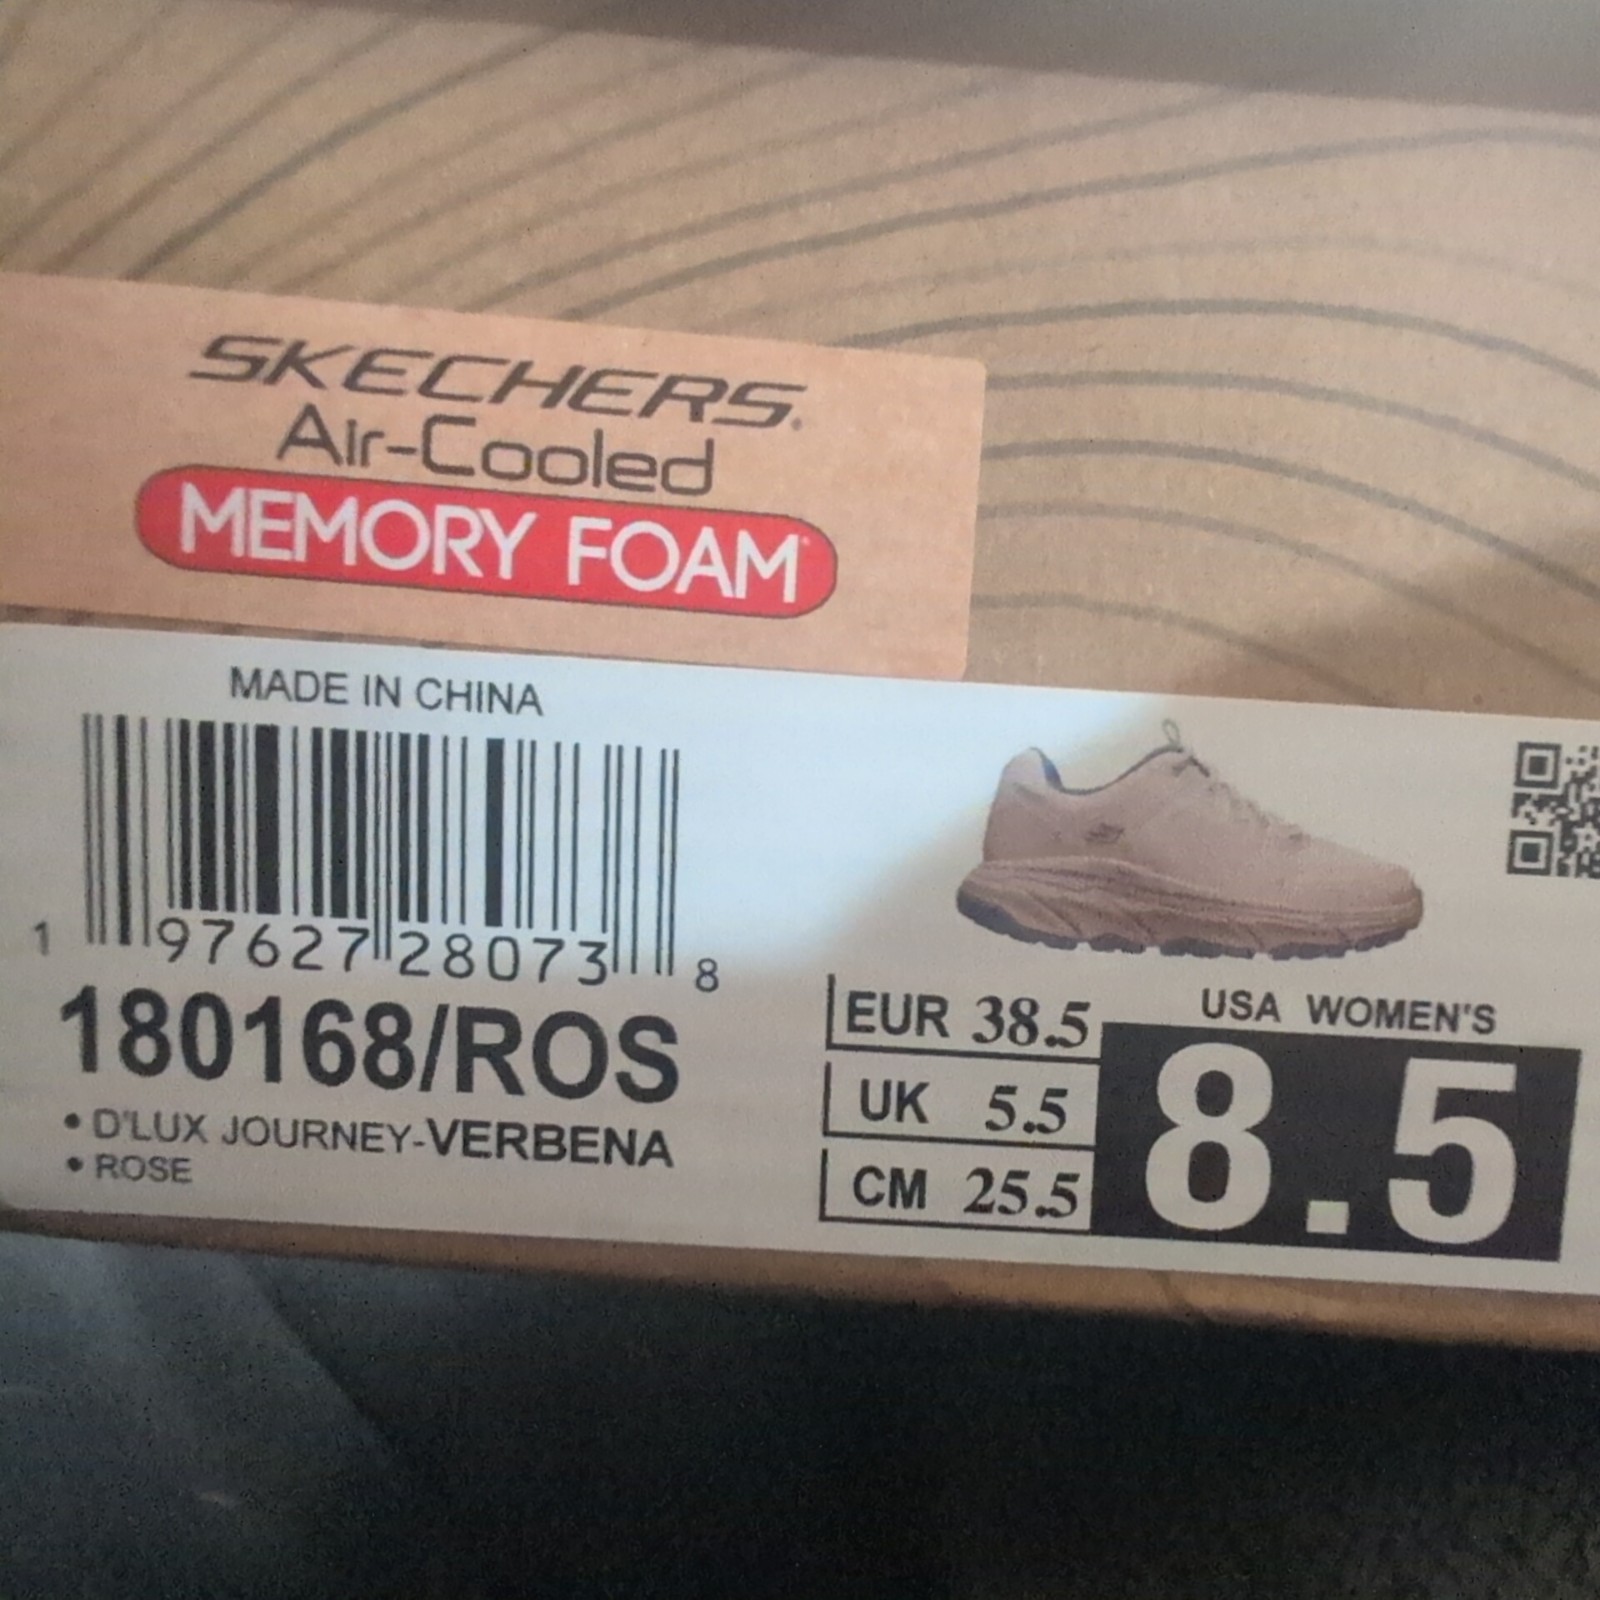 SKECHERS.
Air-Cooled
MEMORY FOAM
MADE IN CHINA
1 97627 28073 8
180168/ROS
• D'LUX JOURNEY-VERBENA
• ROSE
EUR 38.5
UK 5.5
CM 25.5
USA WOMEN'S
8.5